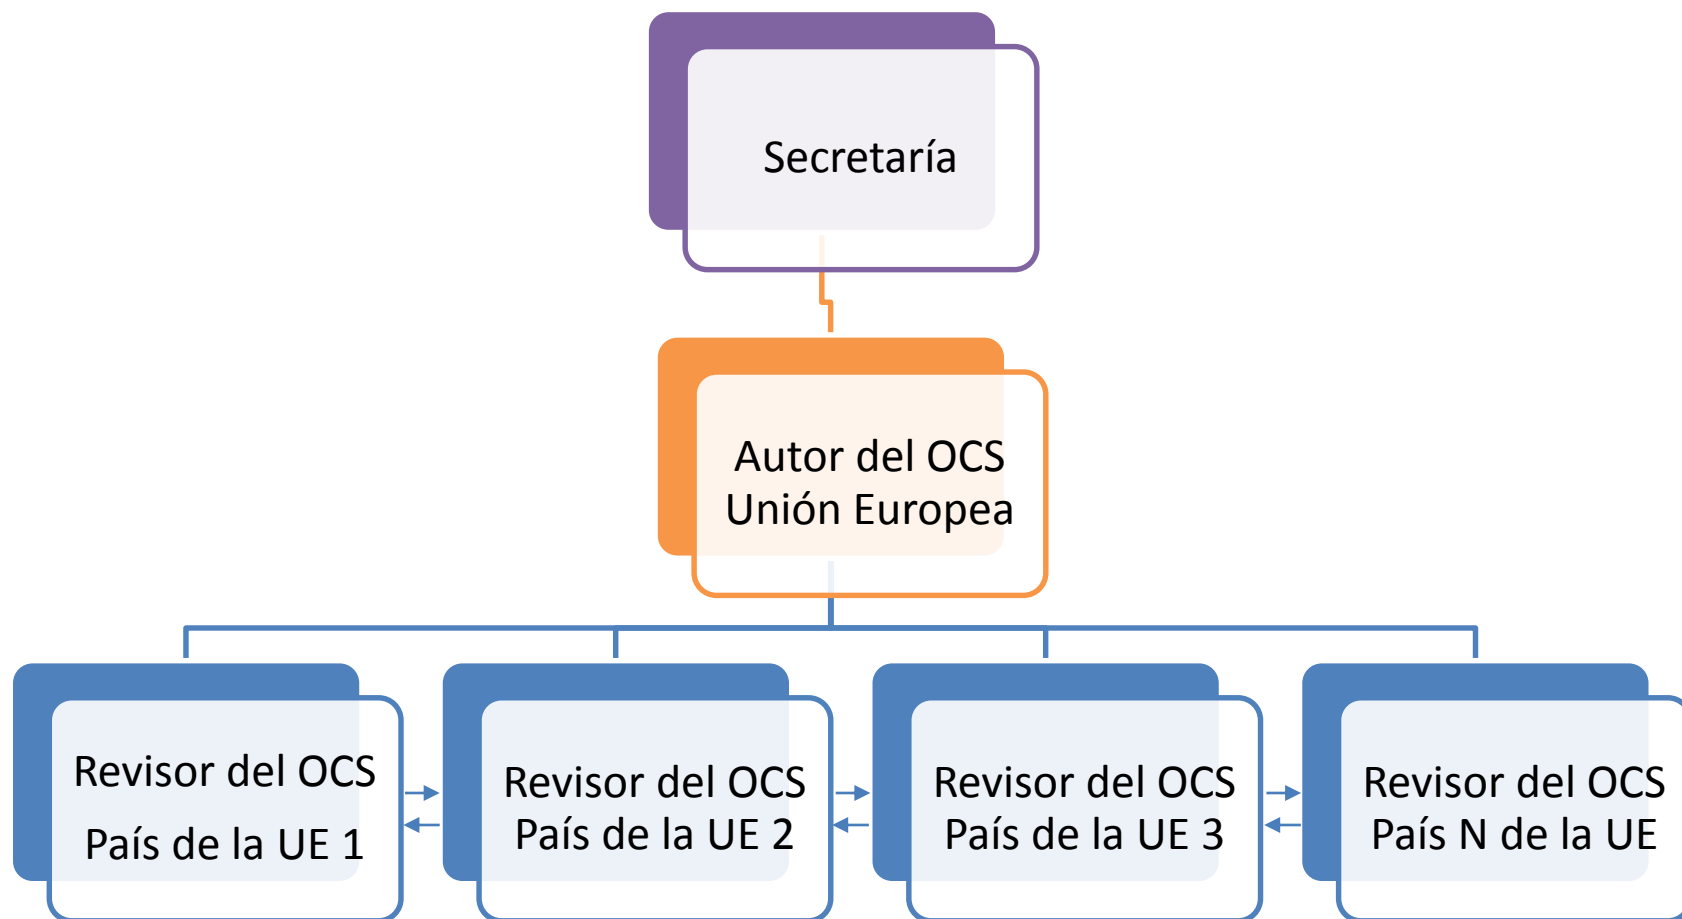 Secretaría
Autor del OCS
Unión Europea
Revisor del OCS
País de la UE 1
Revisor del OCS
País de la UE 2
Revisor del OCS
País de la UE 3
Revisor del OCS
País N de la UE